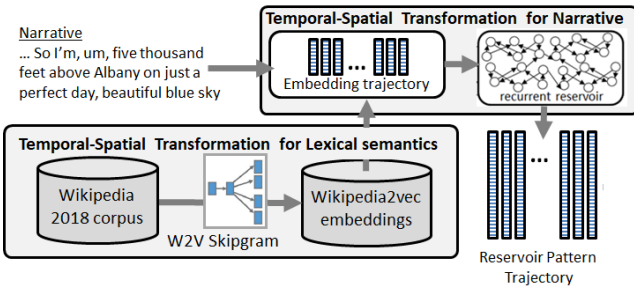 Temporal-Spatial Transformation for Narrative
Narrative
... So I'm, um, five thousand
feet above Albany on just a
perfect day, beautiful blue sky
...
Embedding trajectory
recurrent reservoir
Temporal-Spatial Transformation for Lexical semantics
Wikipedia
2018 corpus
W2V Skipgram
Wikipedia2vec
embeddings
...
Reservoir Pattern
Trajectory